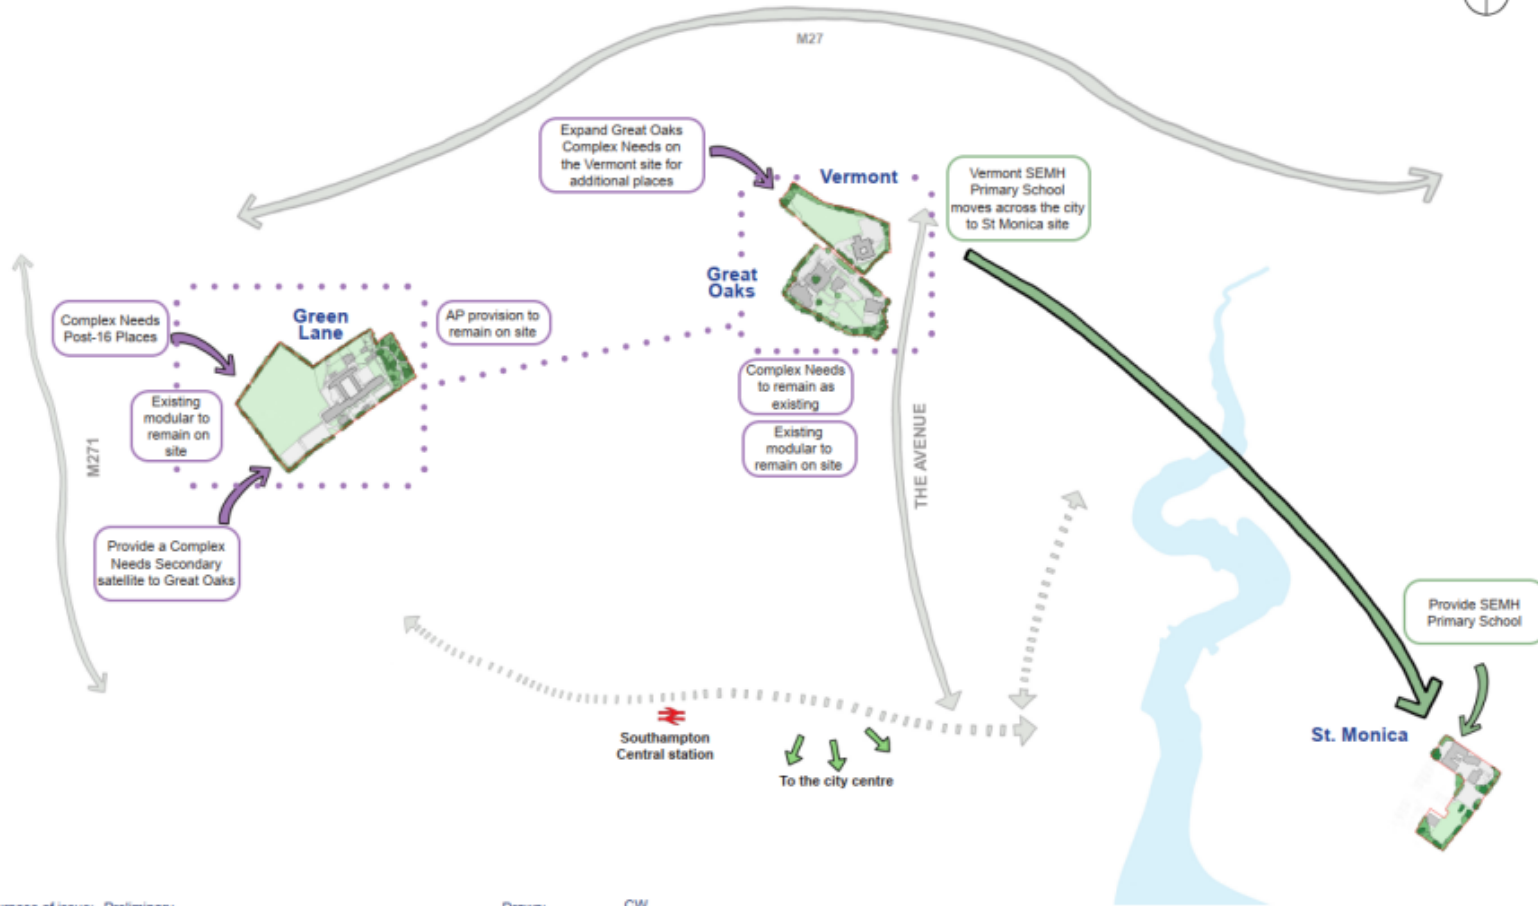 M27
Expand Great Oaks
Complex Needs on
the Vermont site for
additional places
Vermont
Vermont SEMH
Primary School
moves across the city
to St Monica site
Great
Oaks
Complex Needs
Post-16 Places
Green
Lane
AP provision to
remain on site
Existing
modular to
remain on
site
M271
Complex Needs
to remain as
existing
Existing
modular to
remain on site
THE AVENUE
Provide a Complex
Needs Secondary
satellite to Great Oaks
Provide SEMH
Primary School
Southampton
Central station
To the city centre
St. Monica
CW